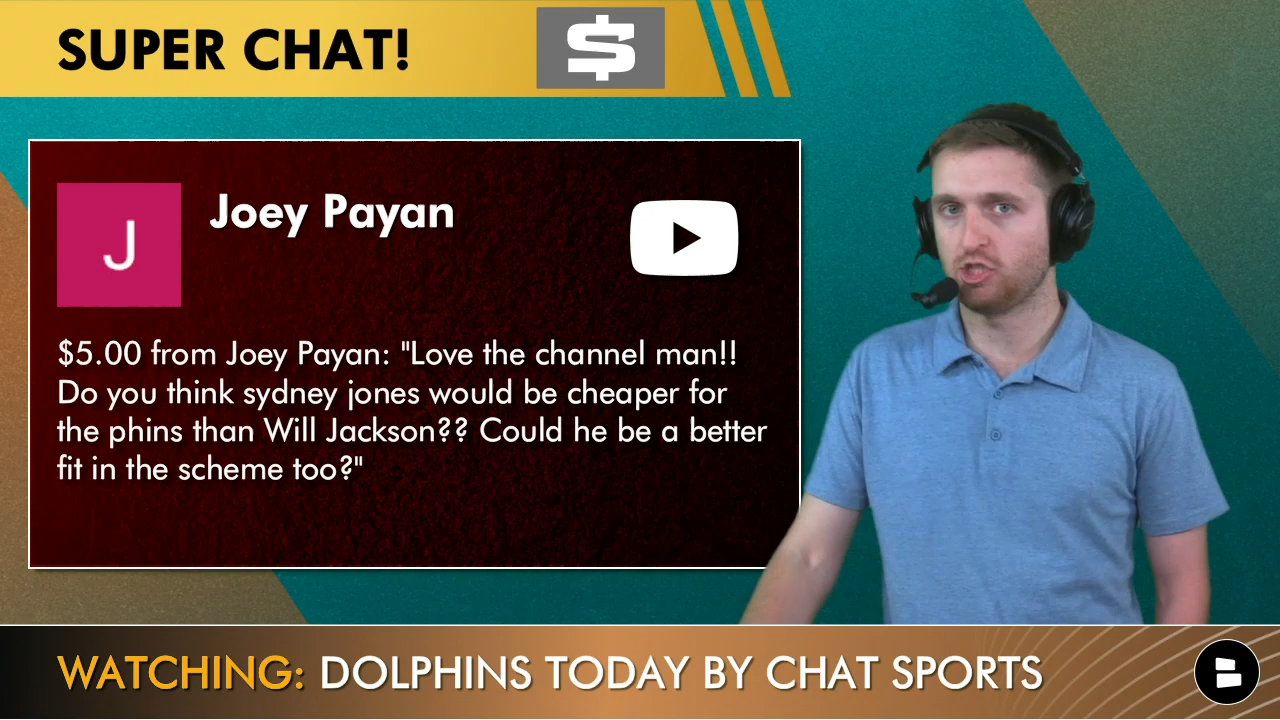 SUPER CHAT!
$
J
Joey Payan
$5.00 from Joey Payan: "Love the channel man!!
Do you think sydney jones would be cheaper for
the phins than Will Jackson?? Could he be a better
fit in the scheme too?"
WATCHING: DOLPHINS TODAY BY CHAT SPORTS